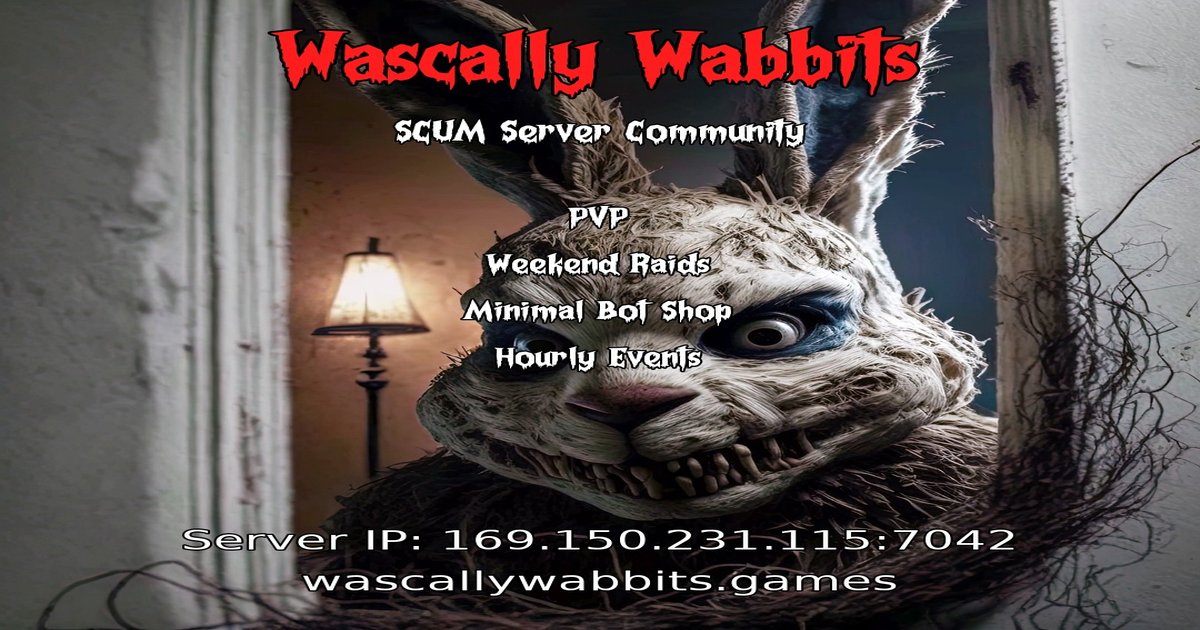 Wascally Wabbits
SCUM Server Community
PVP
Weekend Raids
Minimal Bot Shop
Hourly Events
Server IP: 169.150.231.115:7042
wascallywabbits.games